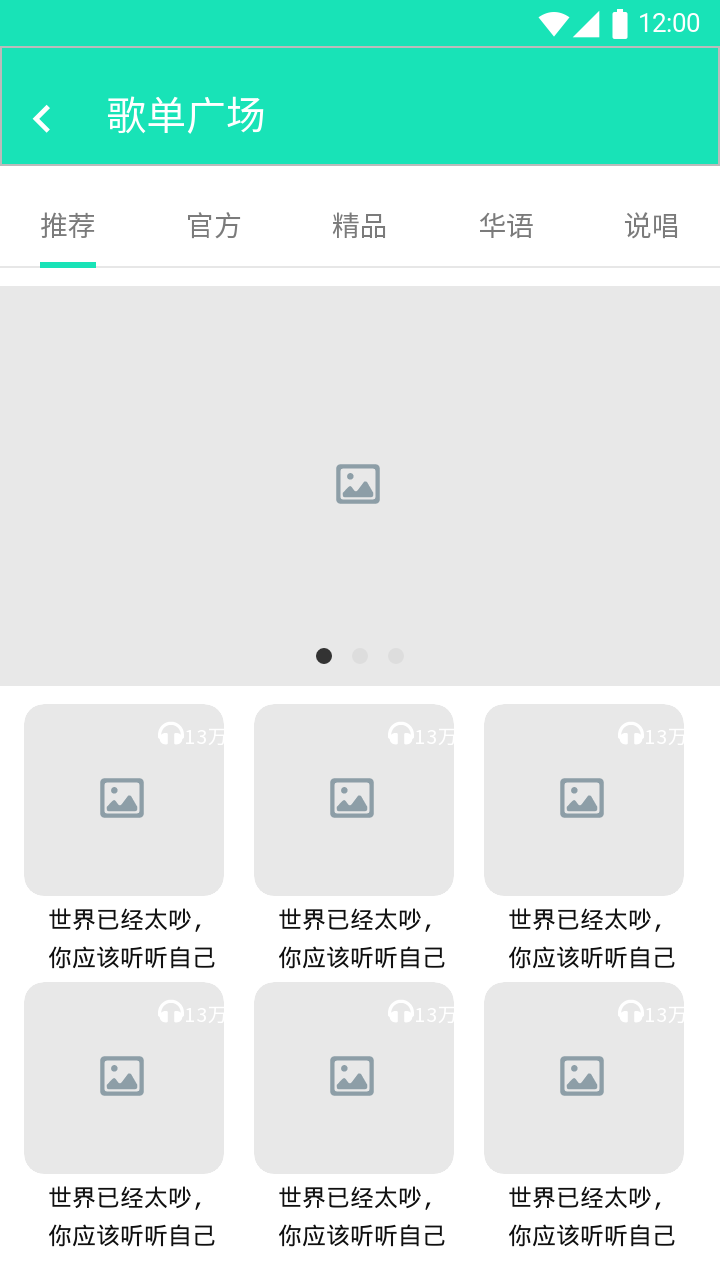 12:00
歌单广场
推荐 官方 精品 华语 说唱
13万 13万 13万
世界已经太吵， 世界已经太吵， 世界已经太吵，
你应该听听自己 你应该听听自己 你应该听听自己
13万 13万 13万
世界已经太吵， 世界已经太吵， 世界已经太吵，
你应该听听自己 你应该听听自己 你应该听听自己